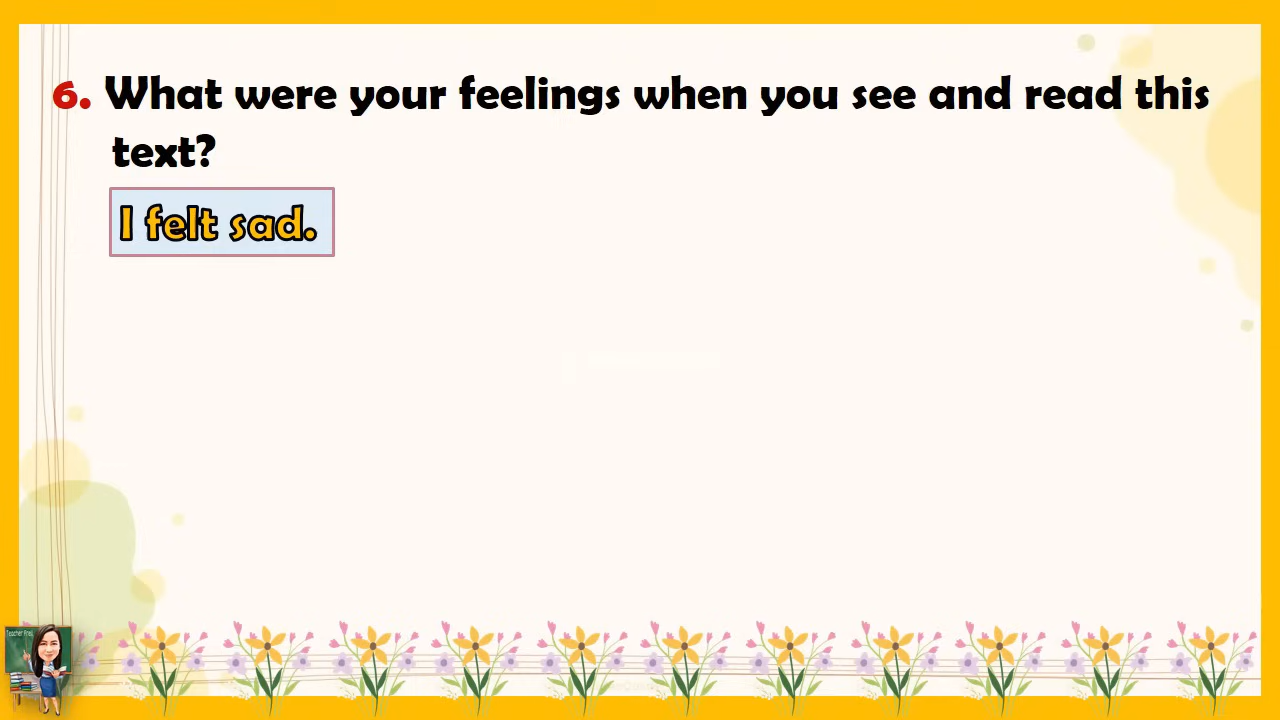 6. What were your feelings when you see and read this
text?
I felt sad.